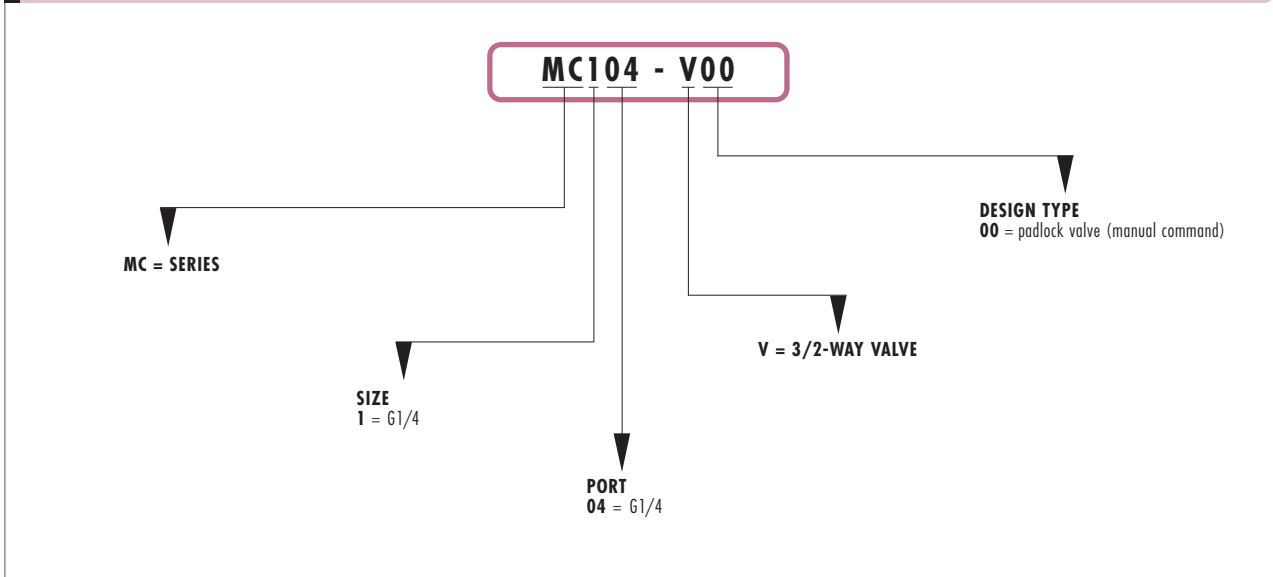 MC104 - V00
DESIGN TYPE
00 = padlock valve (manual command)
MC = SERIES
V = 3/2-WAY VALVE
SIZE
1 = G1/4
PORT
04 = G1/4